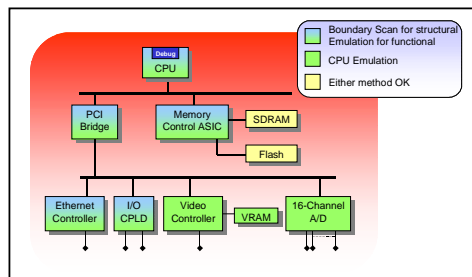 Boundary Scan for structural
Emulation for functional
CPU Emulation
Either method OK
Debug
CPU
PCI
Bridge
Memory
Control ASIC
SDRAM
Flash
Ethernet
Controller
I/O
CPLD
Video
Controller
VRAM
16-Channel
A/D